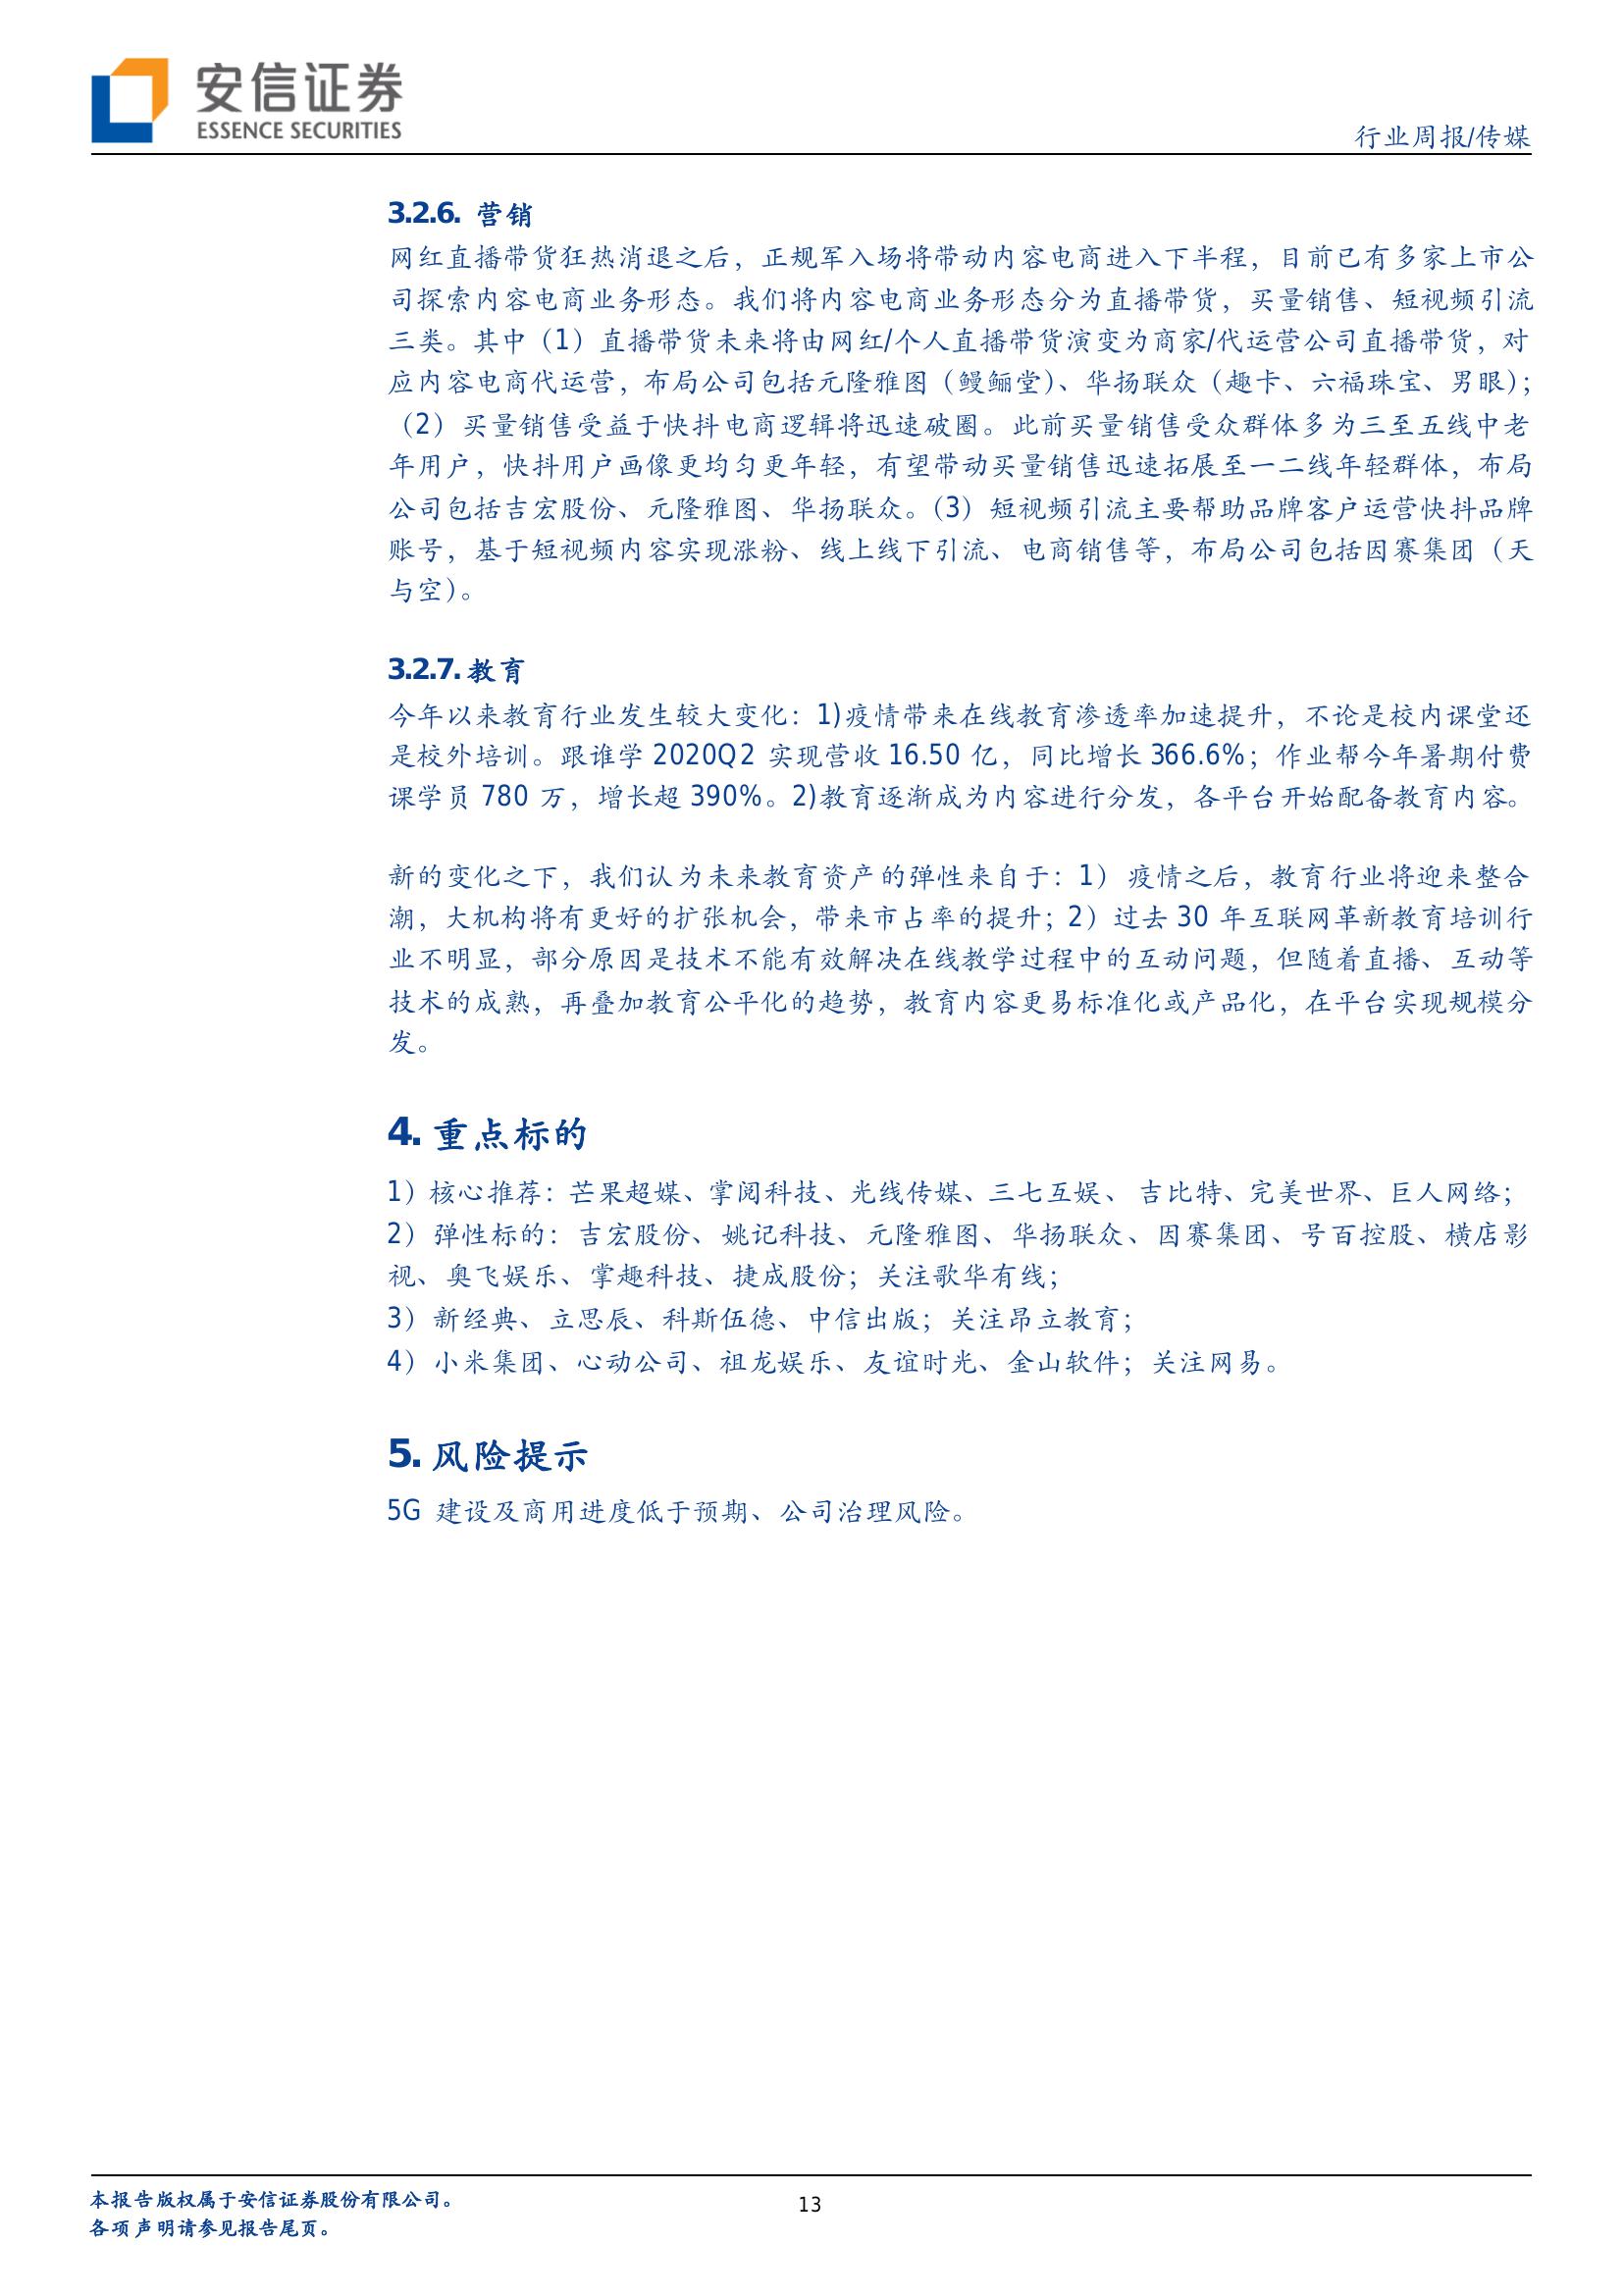 安信证券
ESSENCE SECURITIES
行业周报/传媒
3.2.6. 营销
网红直播带货狂热消退之后，正规军入场将带动内容电商进入下半程，目前已有多家上市公
司探索内容电商业务形态。我们将内容电商业务形态分为直播带货，买量销售、短视频引流
三类。其中（1）直播带货未来将由网红/个人直播带货演变为商家/代运营公司直播带货，对
应内容电商代运营，布局公司包括元隆雅图（鳗鲡堂）、华扬联众（趣卡、六福珠宝、男眼）；
（2）买量销售受益于快抖电商逻辑将迅速破圈。此前买量销售受众群体多为三至五线中老
年用户，快抖用户画像更均匀更年轻，有望带动买量销售迅速拓展至一二线年轻群体，布局
公司包括吉宏股份、元隆雅图、华扬联众。（3）短视频引流主要帮助品牌客户运营快抖品牌
账号，基于短视频内容实现涨粉、线上线下引流、电商销售等，布局公司包括因赛集团（天
与空）。
3.2.7. 教育
今年以来教育行业发生较大变化：1)疫情带来在线教育渗透率加速提升，不论是校内课堂还
是校外培训。跟谁学 2020Q2 实现营收 16.50 亿，同比增长 366.6%；作业帮今年暑期付费
课学员 780 万，增长超 390%。2)教育逐渐成为内容进行分发，各平台开始配备教育内容。
新的变化之下，我们认为未来教育资产的弹性来自于：1）疫情之后，教育行业将迎来整合
潮，大机构将有更好的扩张机会，带来市占率的提升；2）过去 30 年互联网革新教育培训行
业不明显，部分原因是技术不能有效解决在线教学过程中的互动问题，但随着直播、互动等
技术的成熟，再叠加教育公平化的趋势，教育内容更易标准化或产品化，在平台实现规模分
发。
4. 重点标的
1）核心推荐：芒果超媒、掌阅科技、光线传媒、三七互娱、吉比特、完美世界、巨人网络；
2）弹性标的：吉宏股份、姚记科技、元隆雅图、华扬联众、因赛集团、号百控股、横店影
视、奥飞娱乐、掌趣科技、捷成股份；关注歌华有线；
3）新经典、立思辰、科斯伍德、中信出版；关注昂立教育；
4）小米集团、心动公司、祖龙娱乐、友谊时光、金山软件；关注网易。
5. 风险提示
5G 建设及商用进度低于预期、公司治理风险。
本报告版权属于安信证券股份有限公司。
各项声明请参见报告尾页。
13